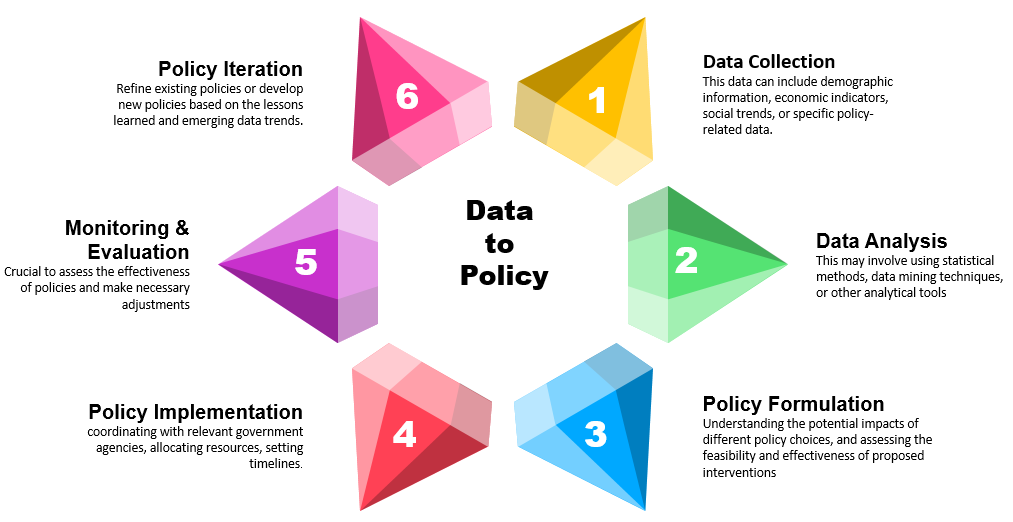 Data
to
Policy
1
Data Collection
This data can include demographic
information, economic indicators,
social trends, or specific policy-
related data.
2
Data Analysis
This may involve using statistical
methods, data mining techniques,
or other analytical tools
3
Policy Formulation
Understanding the potential impacts of
different policy choices, and assessing the
feasibility and effectiveness of proposed
interventions
4
Policy Implementation
coordinating with relevant government
agencies, allocating resources, setting
timelines.
5
Monitoring &
Evaluation
Crucial to assess the effectiveness
of policies and make necessary
adjustments
6
Policy Iteration
Refine existing policies or develop
new policies based on the lessons
learned and emerging data trends.